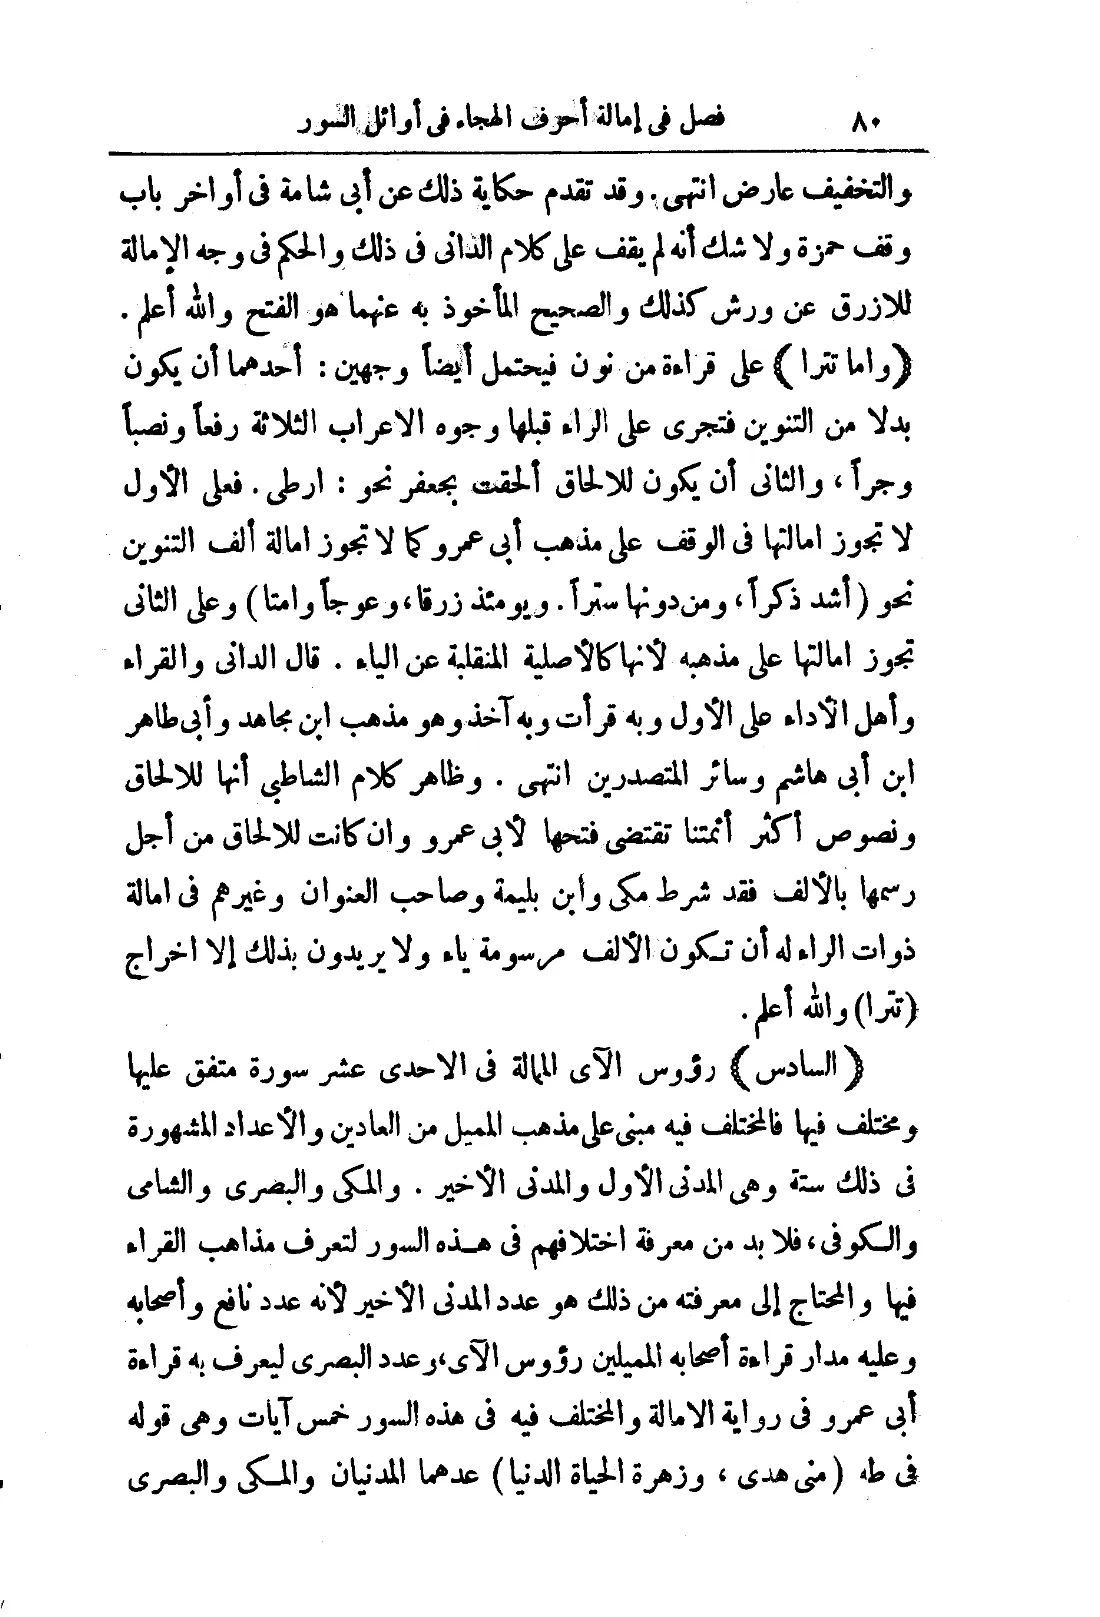 ٨٠ فصل فى إمالة أحرف الهجاء فى أوائل السور
والتخفيف عارض انتهى. وقد تقدم حكاية ذلك عن أبى شامة فى أواخر باب
وقف حمزة ولا شك أنه لم يقف على كلام الدانى فى ذلك والحكم فى وجه الإمالة
للازرق عن ورش كذلك والصحيح المأخوذ به عنهما هو الفتح والله أعلم.
﴿واما تترا﴾ على قراءة من نون فيحتمل أيضاً وجهين: أحدهما أن يكون
بدلا من التنوين فتجرى على الراء قبلها وجوه الاعراب الثلاثة رفعاً ونصباً
وجراً، والثانى أن يكون للالحاق ألحقت بجعفر نحو: ارطى. فعلى الأول
لا تجوز امالتها فى الوقف على مذهب أبى عمرو كما لا تجوز امالة ألف التنوين
نحو (أشد ذكراً، ومن دونها ستراً. ويومئذ زرقا، وعوجاً وامتا) وعلى الثانى
تجوز امالتها على مذهبه لأنها كالأصلية المنقلبة عن الياء. قال الدانى والقراء
وأهل الأداء على الأول وبه قرأت وبه آخذ وهو مذهب ابن مجاهد وأبى طاهر
ابن أبى هاشم وسائر المتصدرين انتهى. وظاهر كلام الشاطبى أنها للالحاق
ونصوص أكثر أئمتنا تقتضى فتحها لأبى عمرو وان كانت للالحاق من أجل
رسمها بالألف فقد شرط مكى وابن بليمة وصاحب العنوان وغيرهم فى امالة
ذوات الراء له أن تكون الألف مرسومة ياء ولا يريدون بذلك إلا اخراج
(تترا) والله أعلم.
﴿السادس﴾ رؤوس الآى الممالة فى الاحدى عشر سورة متفق عليها
ومختلف فيها فالمختلف فيه مبنى على مذهب المميل من العادين والأعداد المشهورة
فى ذلك ستة وهى المدنى الأول والمدنى الأخير. والمكى والبصرى والشامى
والكوفى، فلا بد من معرفة اختلافهم فى هذه السور لتعرف مذاهب القراء
فيها والمحتاج إلى معرفته من ذلك هو عدد المدنى الأخير لأنه عدد نافع وأصحابه
وعليه مدار قراءة أصحابه المميلين رؤوس الآى، وعدد البصرى ليعرف به قراءة
أبى عمرو فى رواية الامالة والمختلف فيه فى هذه السور خمس آيات وهى قوله
فى طه (منى هدى، وزهرة الحياة الدنيا) عدهما المدنيان والمكى والبصرى